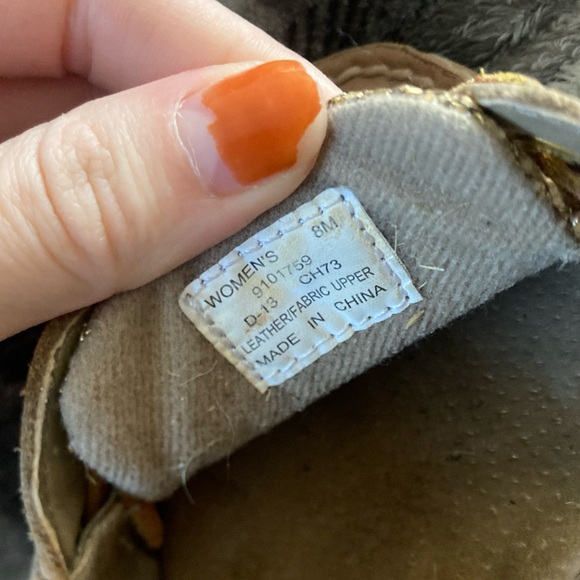 WOMEN'S 8M
9101759
D-13 CH73
LEATHER/FABRIC UPPER
MADE IN CHINA